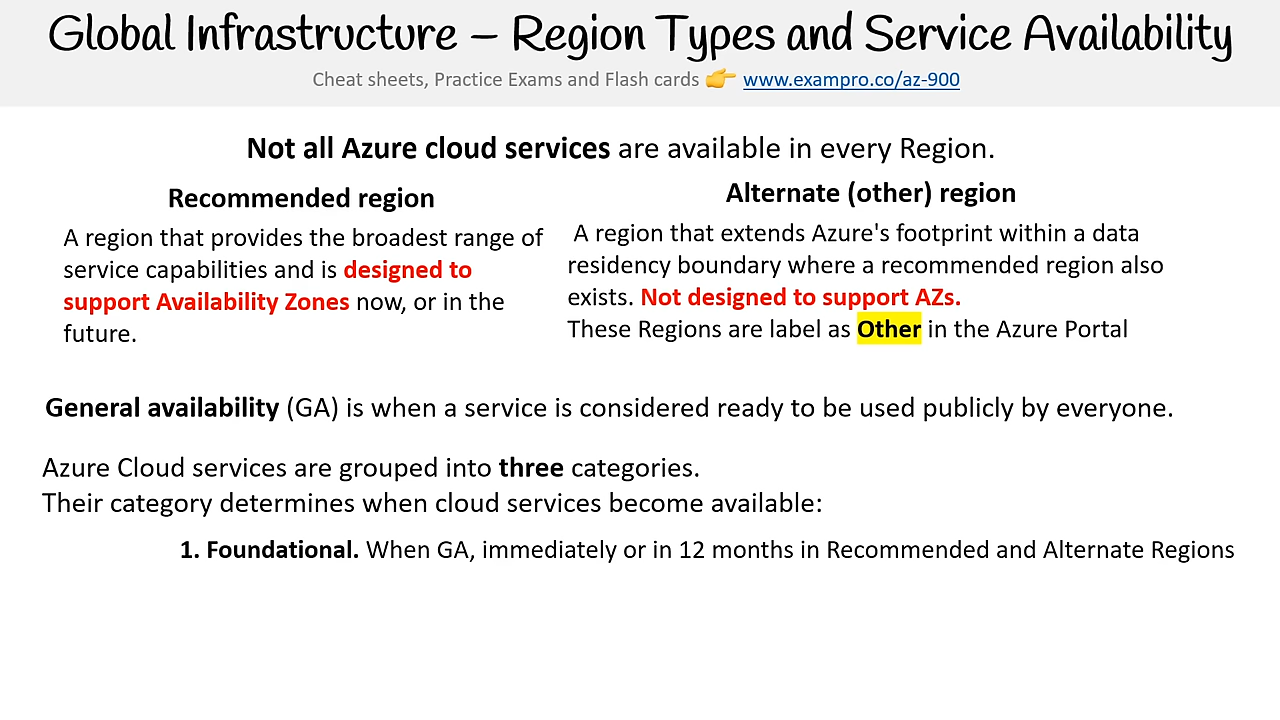 Global Infrastructure – Region Types and Service Availability
Cheat sheets, Practice Exams and Flash cards 👉 www.exampro.co/az-900
Not all Azure cloud services are available in every Region.
Recommended region
A region that provides the broadest range of
service capabilities and is designed to
support Availability Zones now, or in the
future.
Alternate (other) region
A region that extends Azure's footprint within a data
residency boundary where a recommended region also
exists. Not designed to support AZs.
These Regions are label as Other in the Azure Portal
General availability (GA) is when a service is considered ready to be used publicly by everyone.
Azure Cloud services are grouped into three categories.
Their category determines when cloud services become available:
1. Foundational. When GA, immediately or in 12 months in Recommended and Alternate Regions